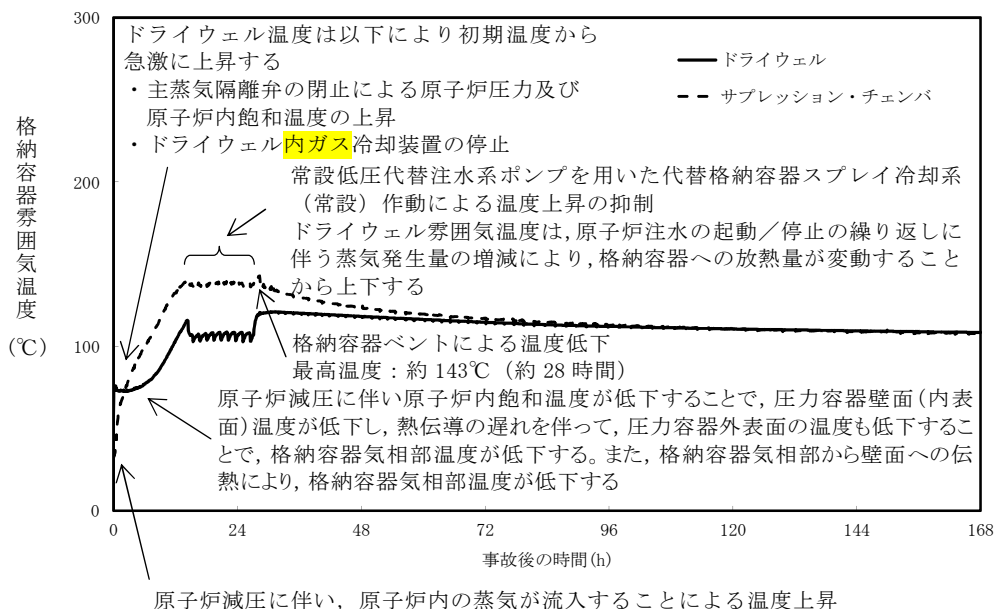 300
ドライウェル温度は以下により初期温度から
急激に上昇する
・主蒸気隔離弁の閉止による原子炉圧力及び
原子炉内飽和温度の上昇
・ドライウェル内ガス冷却装置の停止
ドライウェル
サプレッション・チェンバ
格納容器雰囲気温度
(℃)
200
常設低圧代替注水系ポンプを用いた代替格納容器スプレイ冷却系
(常設)作動による温度上昇の抑制
ドライウェル雰囲気温度は,原子炉注水の起動/停止の繰り返しに
伴う蒸気発生量の増減により,格納容器への放熱量が変動すること
から上下する
100
格納容器ベントによる温度低下
最高温度:約 143℃(約 28 時間)
原子炉減圧に伴い原子炉内飽和温度が低下することで,圧力容器壁面(内表
面)温度が低下し,熱伝導の遅れを伴って,圧力容器外表面の温度も低下するこ
とで,格納容器気相部温度が低下する。また,格納容器気相部から壁面への伝
熱により,格納容器気相部温度が低下する
0
0 24 48 72 96 120 144 168
事故後の時間(h)
原子炉減圧に伴い,原子炉内の蒸気が流入することによる温度上昇